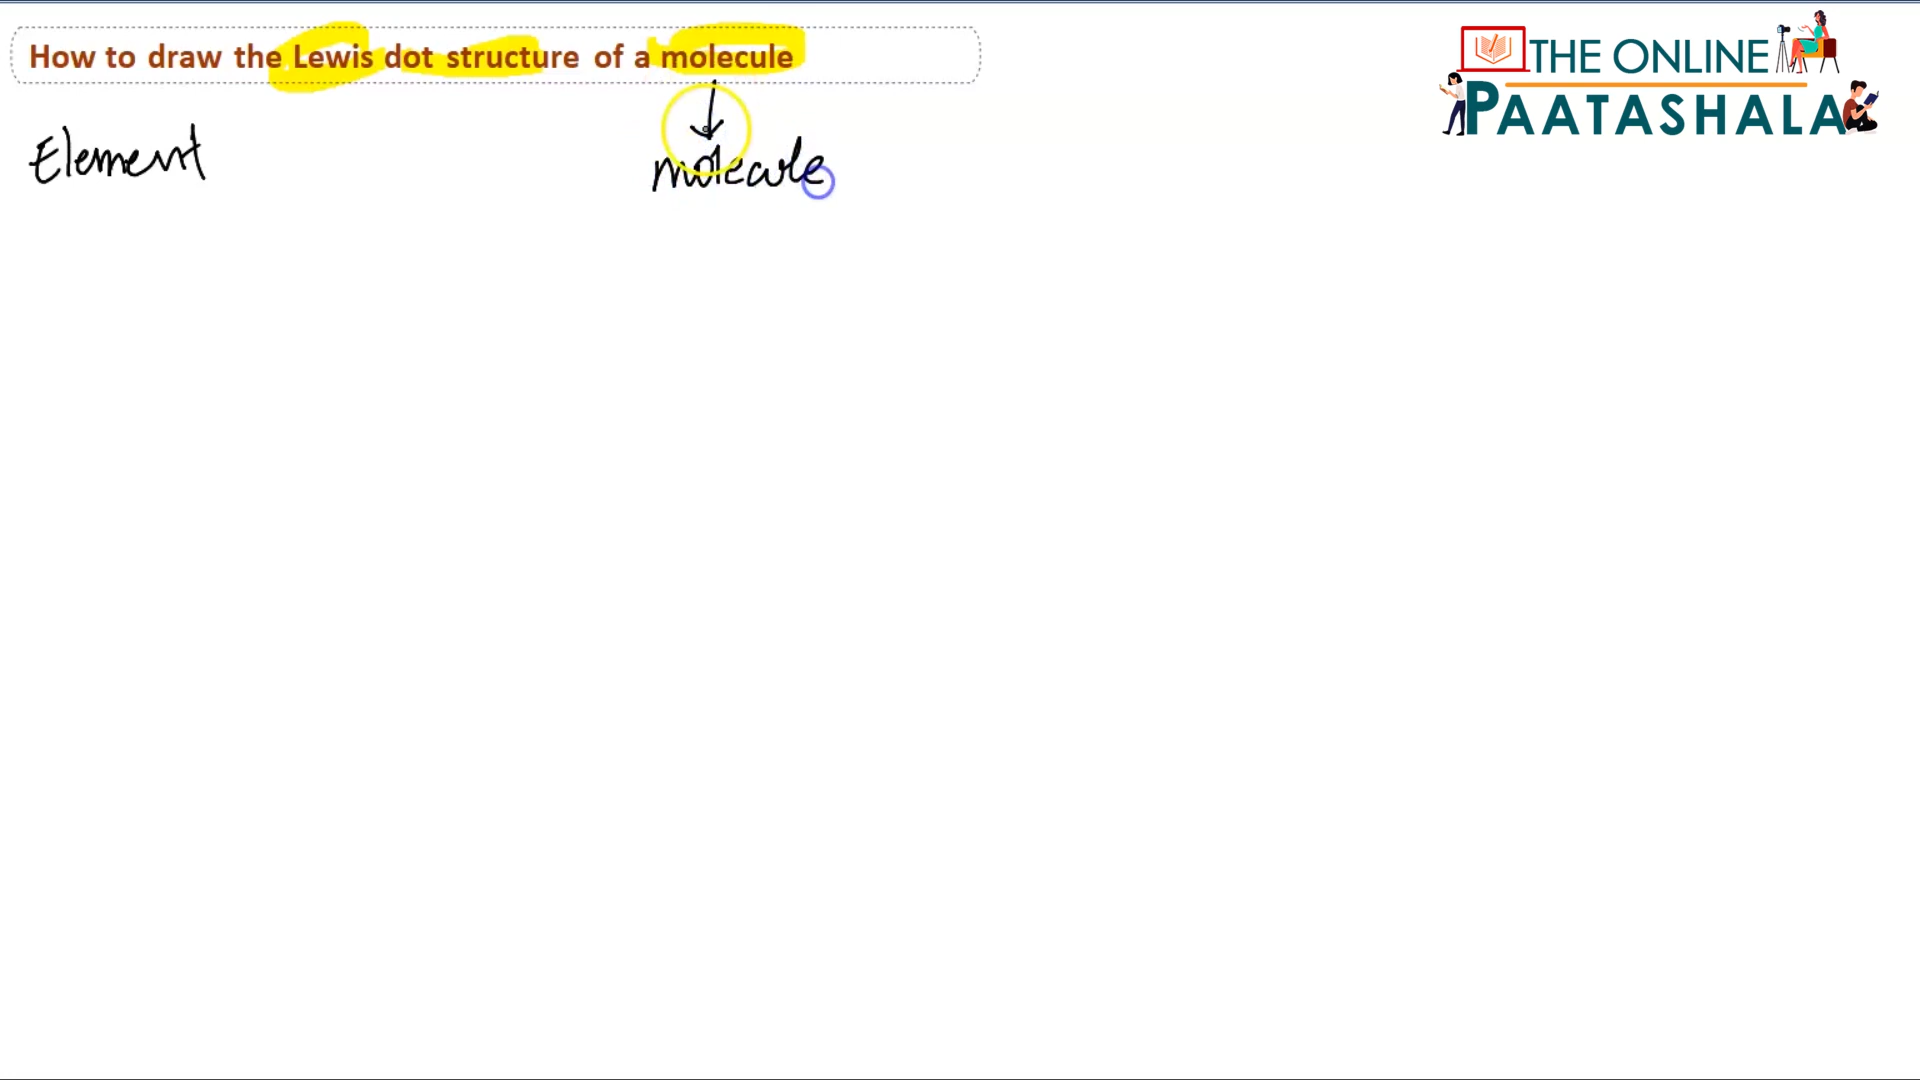 How to draw the Lewis dot structure of a molecule
THE ONLINE
PAATASHALA
Element
molecule